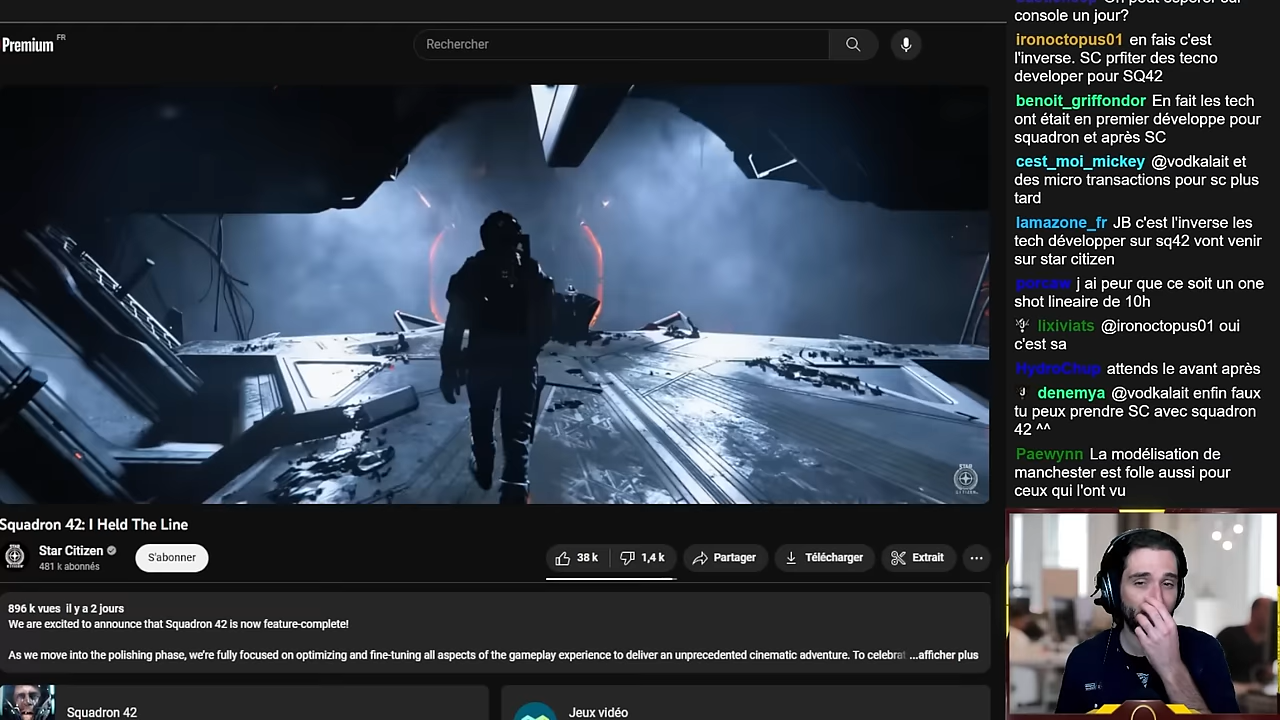 Premium FR
Rechercher
console un jour?
ironoctopus01 en fais c'est
l'inverse. SC prfiter des tecno
developer pour SQ42
benoit_griffondor En fait les tech
ont était en premier développe pour
squadron et après SC
cest_moi_mickey @vodkalait et
des micro transactions pour sc plus
tard
lamazone_fr JB c'est l'inverse les
tech développer sur sq42 vont venir
sur star citizen
porsaw j ai peur que ce soit un one
shot lineaire de 10h
lixiviats @ironoctopus01 oui
c'est sa
HydroChup attends le avant après
denemya @vodkalait enfin faux
tu peux prendre SC avec squadron
42 ^^
Paewynn La modélisation de
manchester est folle aussi pour
ceux qui l'ont vu
STAR
CITIZEN
Squadron 42: I Held The Line
Star Citizen
481 k abonnés
S'abonner
38 k
1,4 k
Partager
Télécharger
Extrait
896 k vues il y a 2 jours
We are excited to announce that Squadron 42 is now feature-complete!
As we move into the polishing phase, we're fully focused on optimizing and fine-tuning all aspects of the gameplay experience to deliver an unprecedented cinematic adventure. To celebrat ...afficher plus
Squadron 42
Jeux vidéo